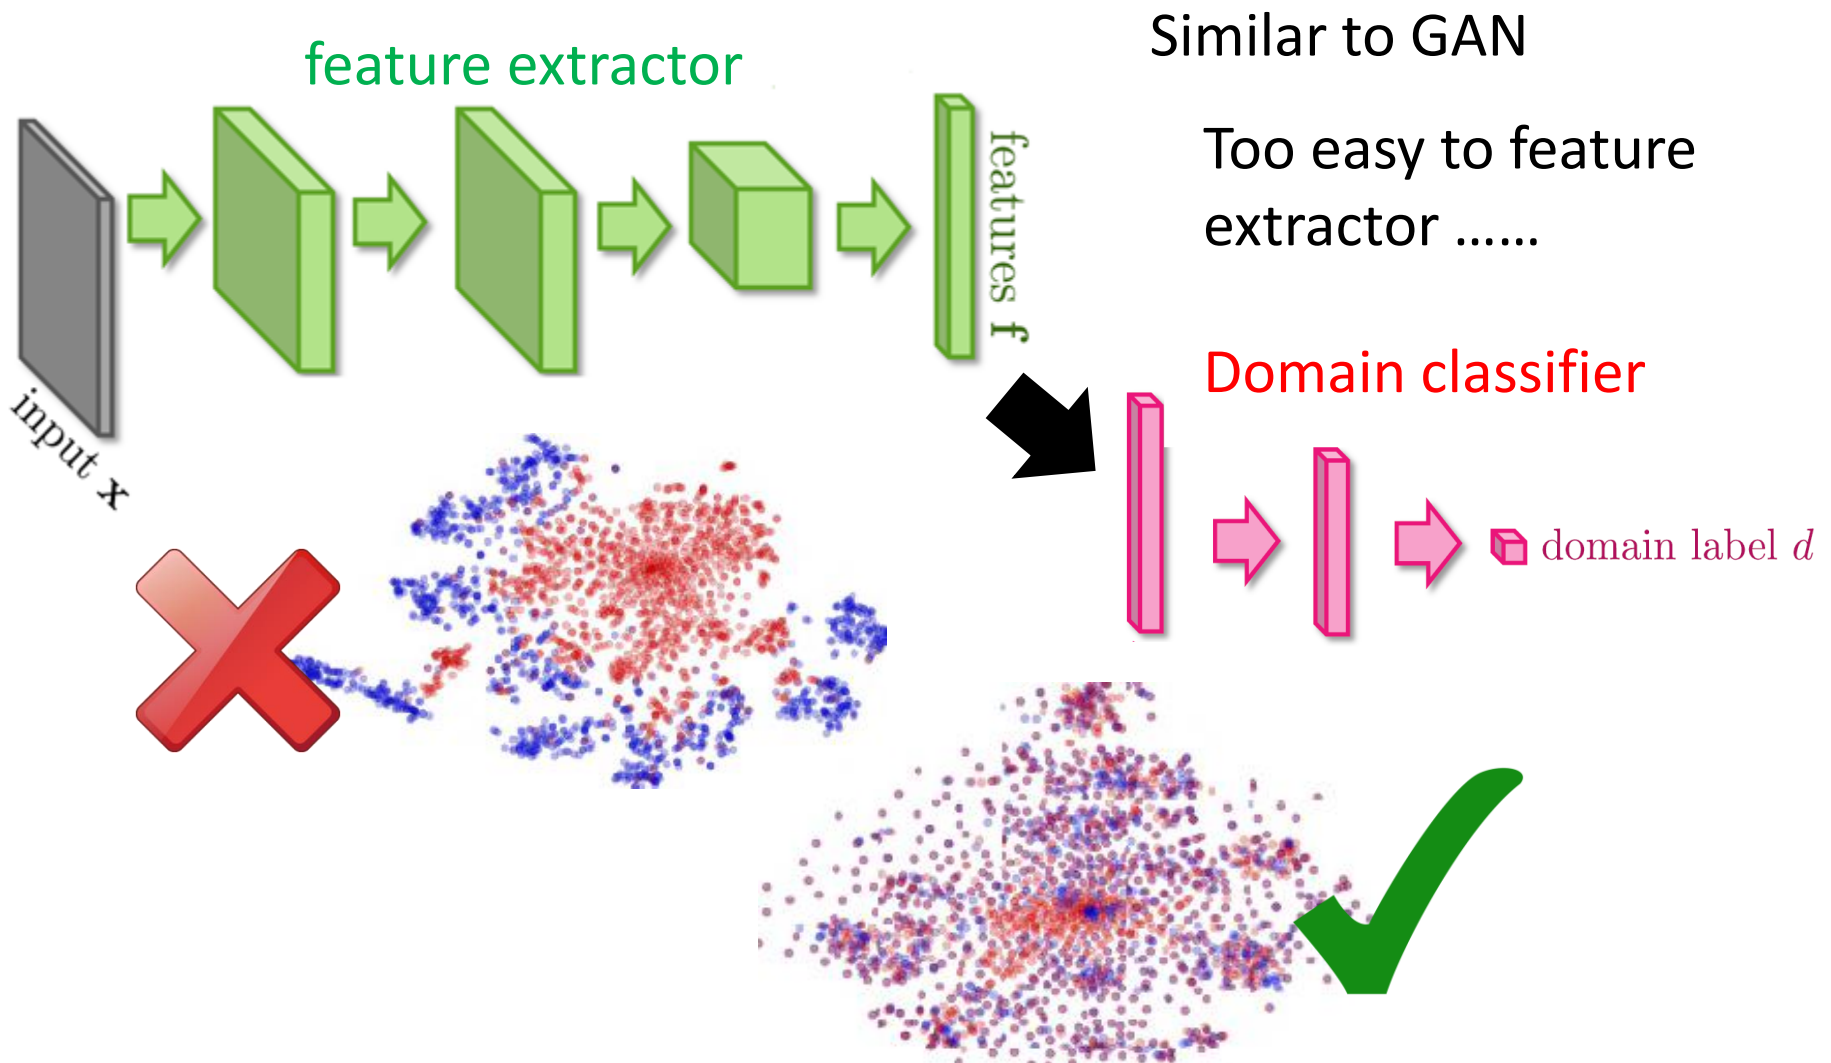 Similar to GAN
feature extractor
Too easy to feature
extractor ……
features f
input x
Domain classifier
domain label d